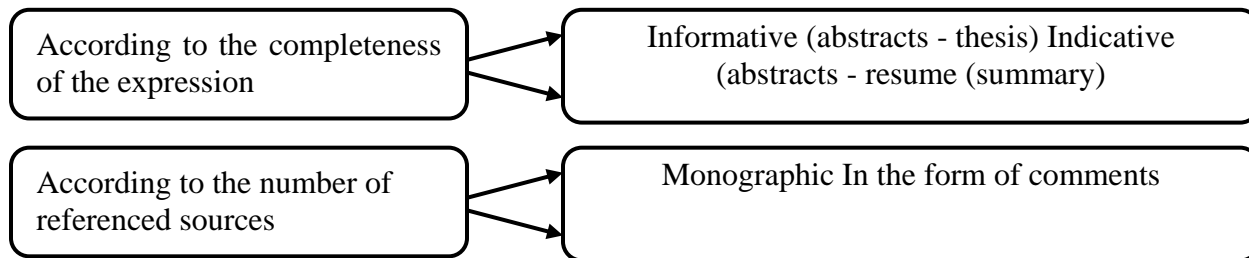 According to the completeness
of the expression
Informative (abstracts - thesis) Indicative
(abstracts - resume (summary)
According to the number of
referenced sources
Monographic In the form of comments